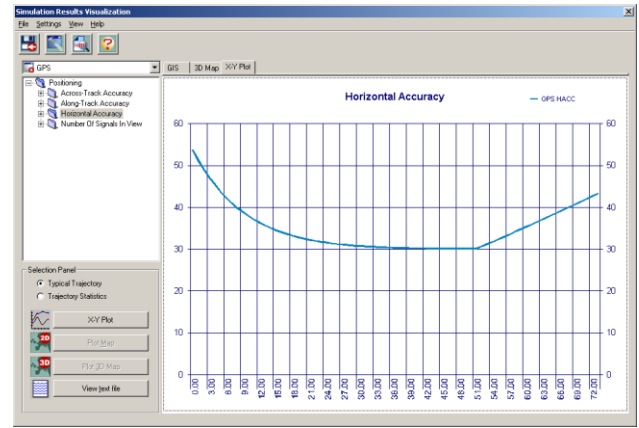 Simulation Results Visualization
File Settings View Help
GPS
GIS 3D Map X-Y Plot
Positioning
Across-Track Accuracy
Along-Track Accuracy
Horizontal Accuracy
Number Of Signals In View
Horizontal Accuracy
GPS HACC
60 60
50 50
40 40
30 30
20 20
10 10
0 0
0.00 3.00 6.00 9.00 12.00 15.00 18.00 21.00 24.00 27.00 30.00 33.00 36.00 39.00 42.00 45.00 48.00 51.00 54.00 57.00 60.00 63.00 66.00 69.00 72.00
Selection Panel
Typical Trajectory
Trajectory Statistics
X-Y Plot
2D
Plot Map
3D
Plot 3D Map
View text file